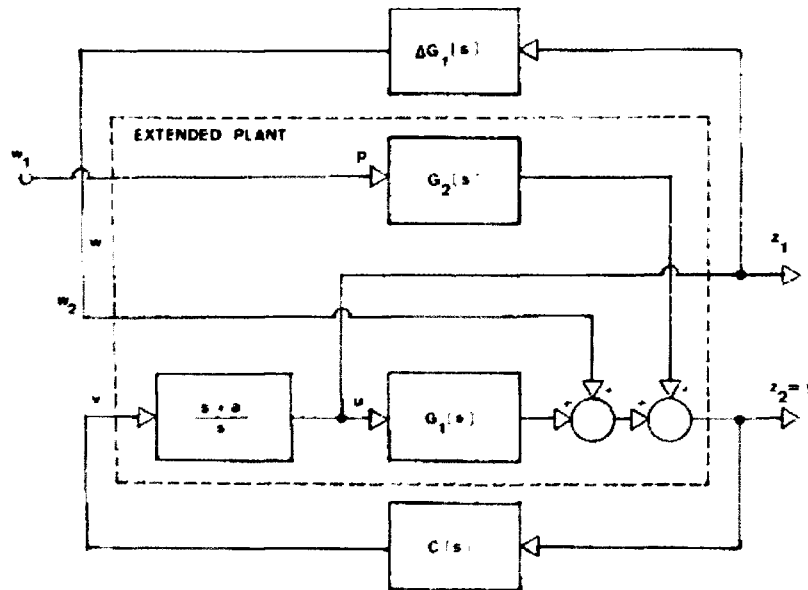 ΔG₁(s)
EXTENDED PLANT
w₁
p
G₂(s)
w
z₁
w₂
v
s + a
s
u
G₁(s)
+
+
+
+
z₂ =
C(s)